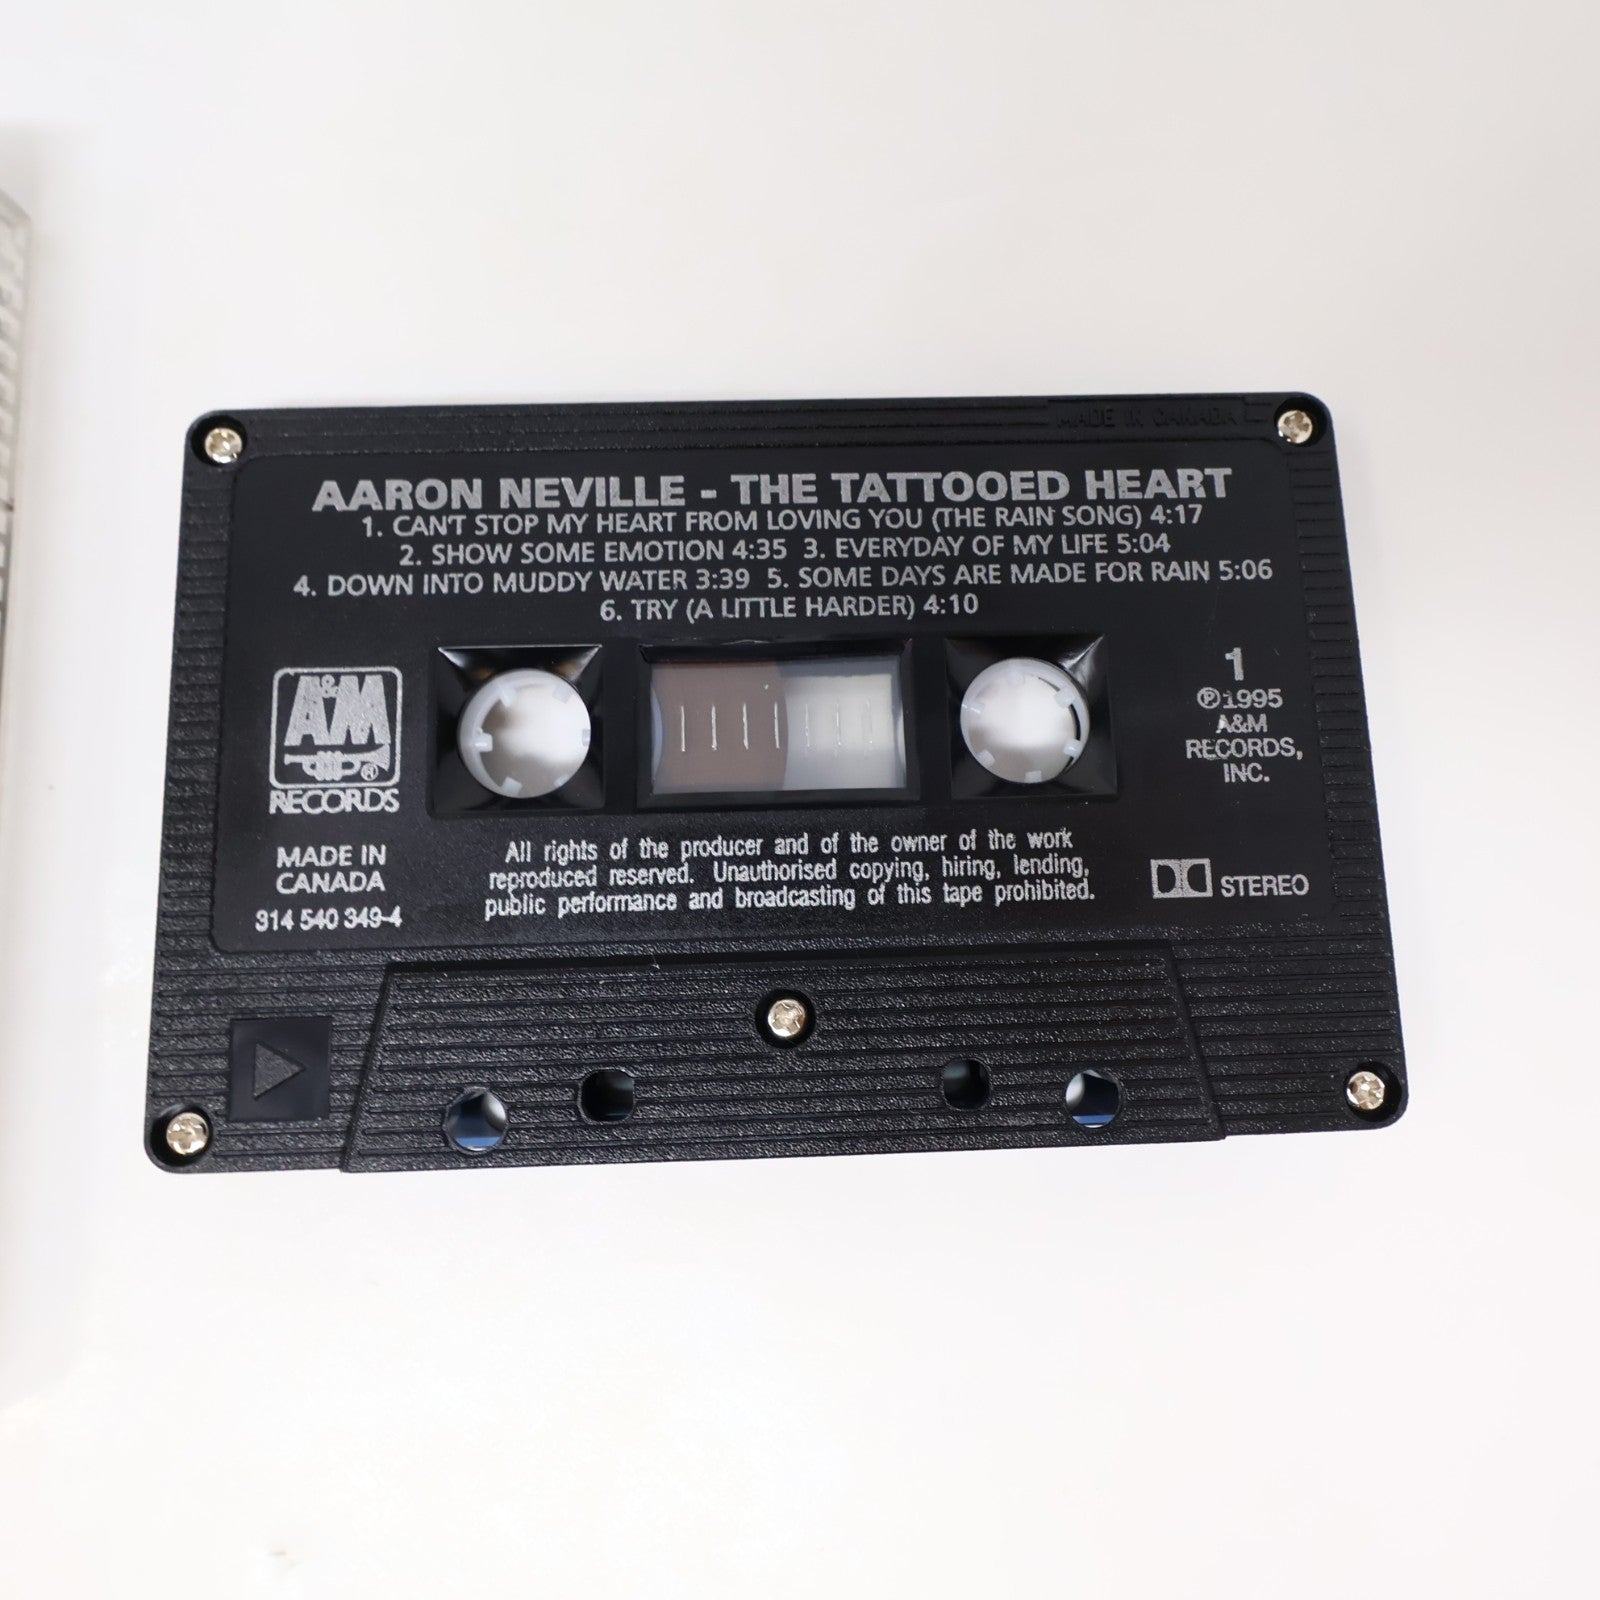 MADE IN CANADA
AARON NEVILLE - THE TATTOOED HEART
1. CAN'T STOP MY HEART FROM LOVING YOU (THE RAIN SONG) 4:17
2. SHOW SOME EMOTION 4:35 3. EVERYDAY OF MY LIFE 5:04
4. DOWN INTO MUDDY WATER 3:39 5. SOME DAYS ARE MADE FOR RAIN 5:06
6. TRY (A LITTLE HARDER) 4:10
A&M
®
RECORDS
MADE IN
CANADA
314 540 349-4
1
℗1995
A&M
RECORDS,
INC.
All rights of the producer and of the owner of the work
reproduced reserved. Unauthorised copying, hiring, lending,
public performance and broadcasting of this tape prohibited.
STEREO